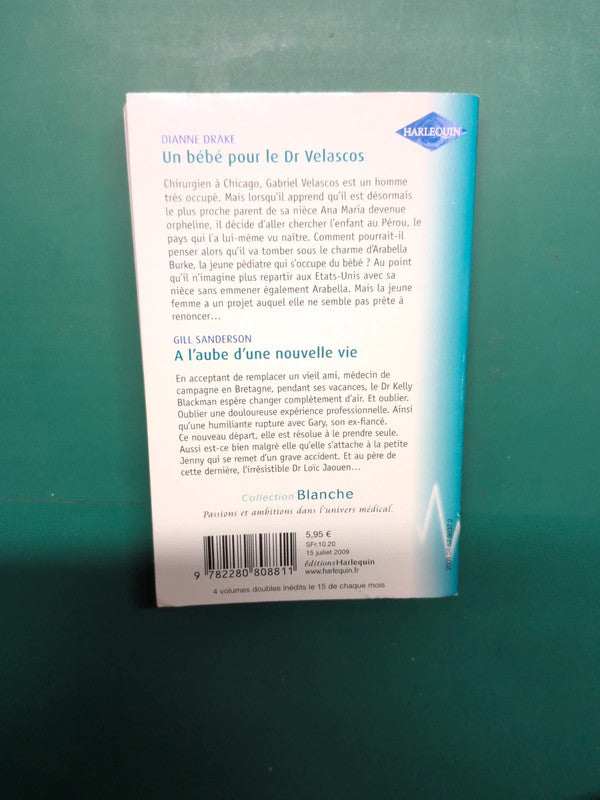 HARLEQUIN
DIANNE DRAKE
Un bébé pour le Dr Velascos
Chirurgien à Chicago, Gabriel Velascos est un homme
très occupé. Mais lorsqu'il apprend qu'il est désormais
le plus proche parent de sa nièce Ana Maria devenue
orpheline, il décide d'aller chercher l'enfant au Pérou, le
pays qui l'a lui-même vu naître. Comment pourrait-il
penser alors qu'il va tomber sous le charme d'Arabella
Burke, la jeune pédiatre qui s'occupe du bébé ? Au point
qu'il n'imagine plus repartir aux Etats-Unis avec sa
nièce sans emmener également Arabella. Mais la jeune
femme a un projet auquel elle ne semble pas prête à
renoncer...
GILL SANDERSON
A l'aube d'une nouvelle vie
En acceptant de remplacer un vieil ami, médecin de
campagne en Bretagne, pendant ses vacances, le Dr Kelly
Blackman espère changer complètement d'air. Et oublier.
Oublier une douloureuse expérience professionnelle. Ainsi
qu'une humiliante rupture avec Gary, son ex-fiancé.
Ce nouveau départ, elle est résolue à le prendre seule.
Aussi est-ce bien malgré elle qu'elle s'attache à la petite
Jenny qui se remet d'un grave accident. Et au père de
cette dernière, l'irrésistible Dr Loïc Jaouen...
Collection Blanche
Passions et ambitions dans l'univers médical.
5,95 €
SFr.10.20
15 juillet 2009
éditionsHarlequin
www.harlequin.fr
9 782280 808811
4 volumes doubles inédits le 15 de chaque mois